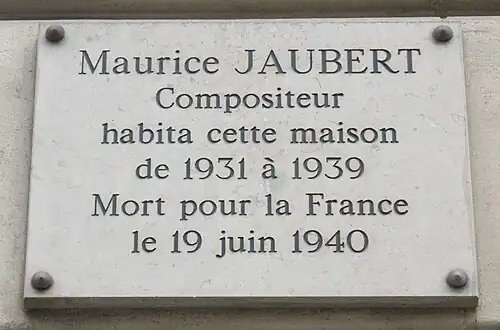 Maurice JAUBERT
Compositeur
habita cette maison
de 1931 à 1939
Mort pour la France
le 19 juin 1940